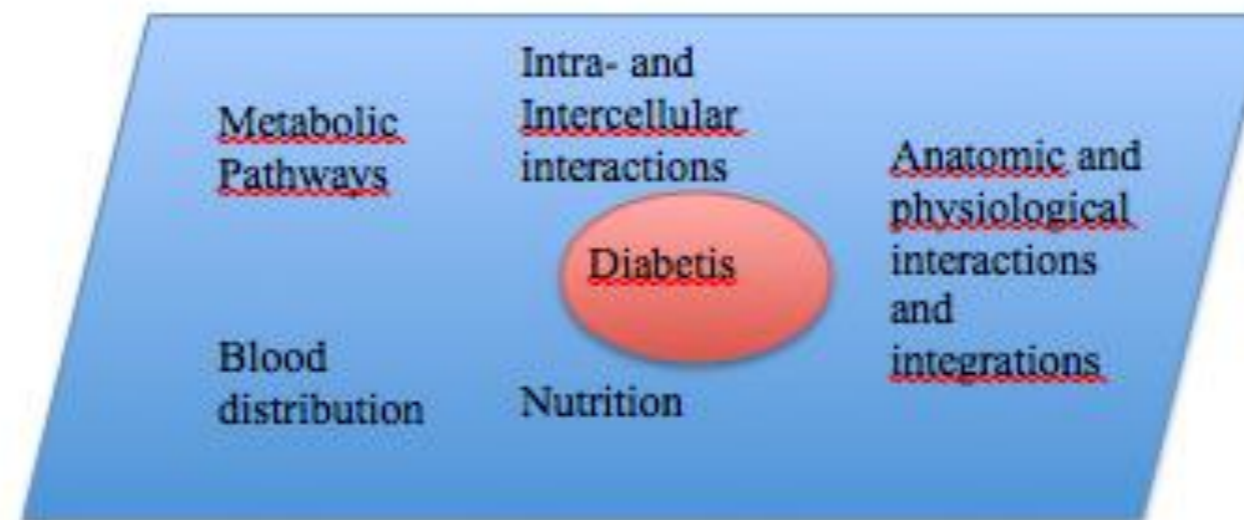 Metabolic
Pathways
Intra- and
Intercellular
interactions
Anatomic and
physiological
interactions
and
integrations
Diabetis
Blood
distribution
Nutrition